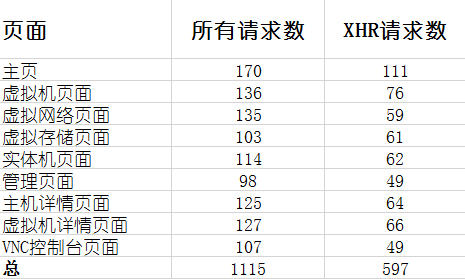 页面 所有请求数 XHR请求数
主页 170 111
虚拟机页面 136 76
虚拟网络页面 135 59
虚拟存储页面 103 61
实体机页面 114 62
管理页面 98 49
主机详情页面 125 64
虚拟机详情页面 127 66
VNC控制台页面 107 49
总 1115 597